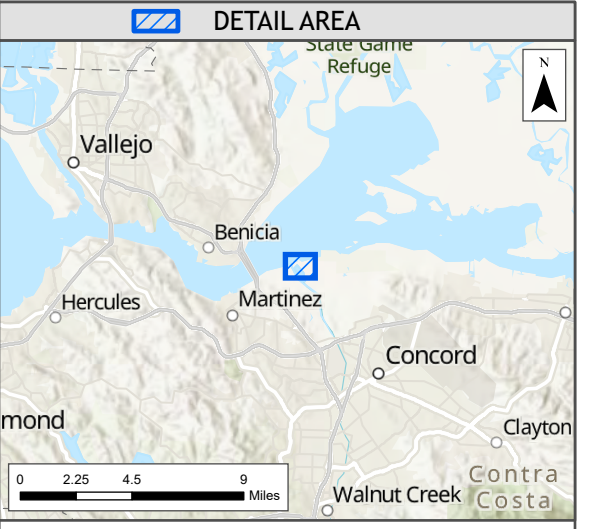 DETAIL AREA
State Game
Refuge
N
Vallejo
Benicia
Hercules
Martinez
Concord
mond
Clayton
Contra
Costa
0 2.25 4.5 9
Miles
Walnut Creek